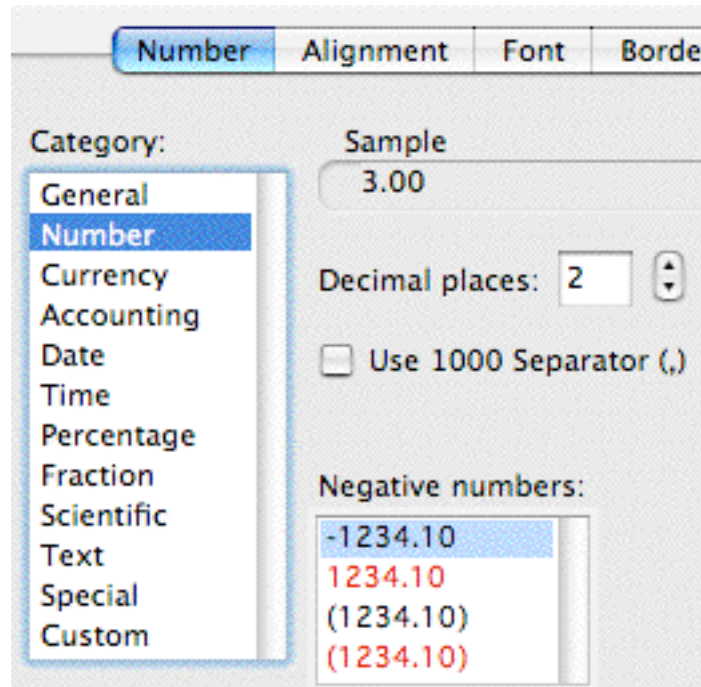 Number Alignment Font Borde
Category:
General
Number
Currency
Accounting
Date
Time
Percentage
Fraction
Scientific
Text
Special
Custom
Sample
3.00
Decimal places: 2
Use 1000 Separator (,)
Negative numbers:
-1234.10
1234.10
(1234.10)
(1234.10)